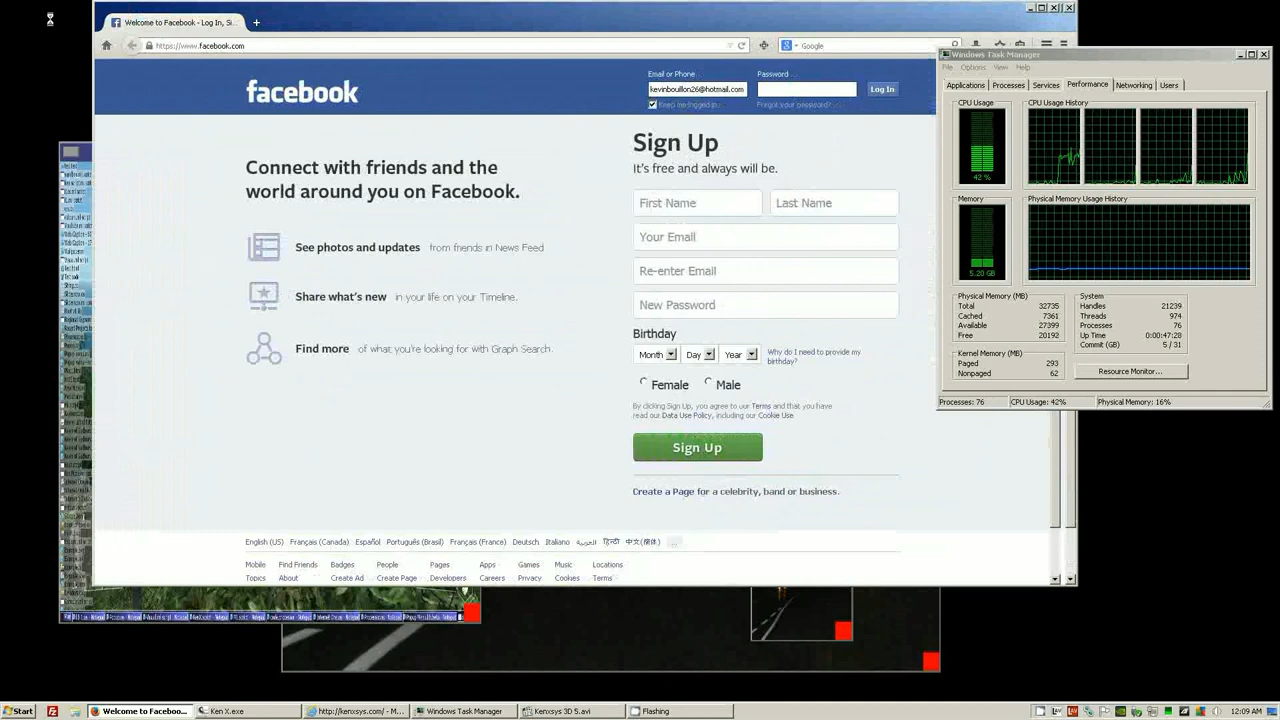 Welcome to Facebook - Log In, Si...
https://www.facebook.com
Google
facebook
Email or Phone
Password
kevinbouillon26@hotmail.com
Log In
Keep me logged in
Forgot your password?
Connect with friends and the
world around you on Facebook.
See photos and updates from friends in News Feed
Share what's new in your life on your Timeline.
Find more of what you're looking for with Graph Search.
Sign Up
It's free and always will be.
First Name
Last Name
Your Email
Re-enter Email
New Password
Birthday
Month
Day
Year
Why do I need to provide my
birthday?
Female
Male
By clicking Sign Up, you agree to our Terms and that you have
read our Data Use Policy, including our Cookie Use.
Sign Up
Create a Page for a celebrity, band or business.
English (US) Français (Canada) Español Português (Brasil) Français (France) Deutsch Italiano العربية हिन्दी 中文(简体) ...
Mobile Find Friends Badges People Pages Apps Games Music Locations
Topics About Create Ad Create Page Developers Careers Privacy Cookies Terms
Windows Task Manager
File Options View Help
Applications Processes Services Performance Networking Users
CPU Usage
CPU Usage History
42 %
Memory
Physical Memory Usage History
5.20 GB
Physical Memory (MB)
Total 32735
Cached 7361
Available 27399
Free 20192
Kernel Memory (MB)
Paged 293
Nonpaged 62
System
Handles 21239
Threads 974
Processes 76
Up Time 0:00:47:28
Commit (GB) 5 / 31
Resource Monitor...
Processes: 76
CPU Usage: 42%
Physical Memory: 16%
Start
Welcome to Faceboo...
Ken X.exe
http://kenxsys.com/ - M...
Windows Task Manager
Kenxsys 3D 5.avi
Flashing
12:09 AM